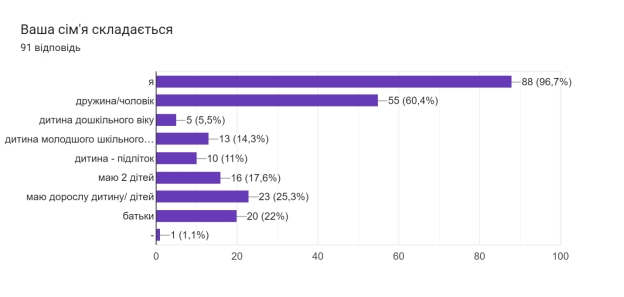 Ваша сім'я складається
91 відповідь
я
88 (96,7%)
дружина/чоловік
55 (60,4%)
дитина дошкільного віку
5 (5,5%)
дитина молодшого шкільного…
13 (14,3%)
дитина - підліток
10 (11%)
маю 2 дітей
16 (17,6%)
маю дорослу дитину/ дітей
23 (25,3%)
батьки
20 (22%)
-
1 (1,1%)
0 20 40 60 80 100